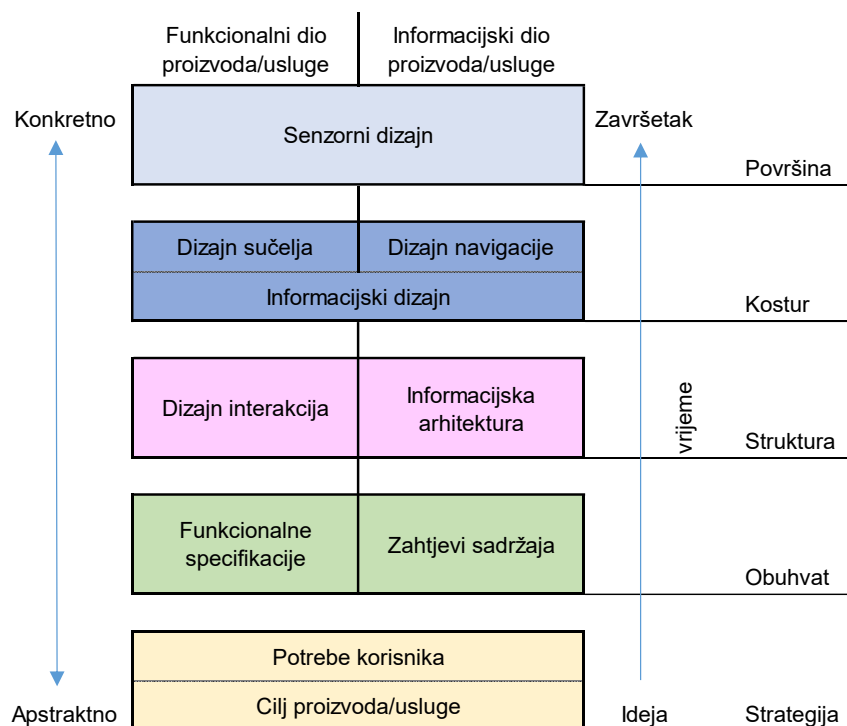 Funkcionalni dio
proizvoda/usluge
Informacijski dio
proizvoda/usluge
Konkretno
Senzorni dizajn
Završetak
Površina
Dizajn sučelja
Dizajn navigacije
Informacijski dizajn
Kostur
Dizajn interakcija
Informacijska
arhitektura
vrijeme
Struktura
Funkcionalne
specifikacije
Zahtjevi sadržaja
Obuhvat
Potrebe korisnika
Apstraktno
Cilj proizvoda/usluge
Ideja
Strategija